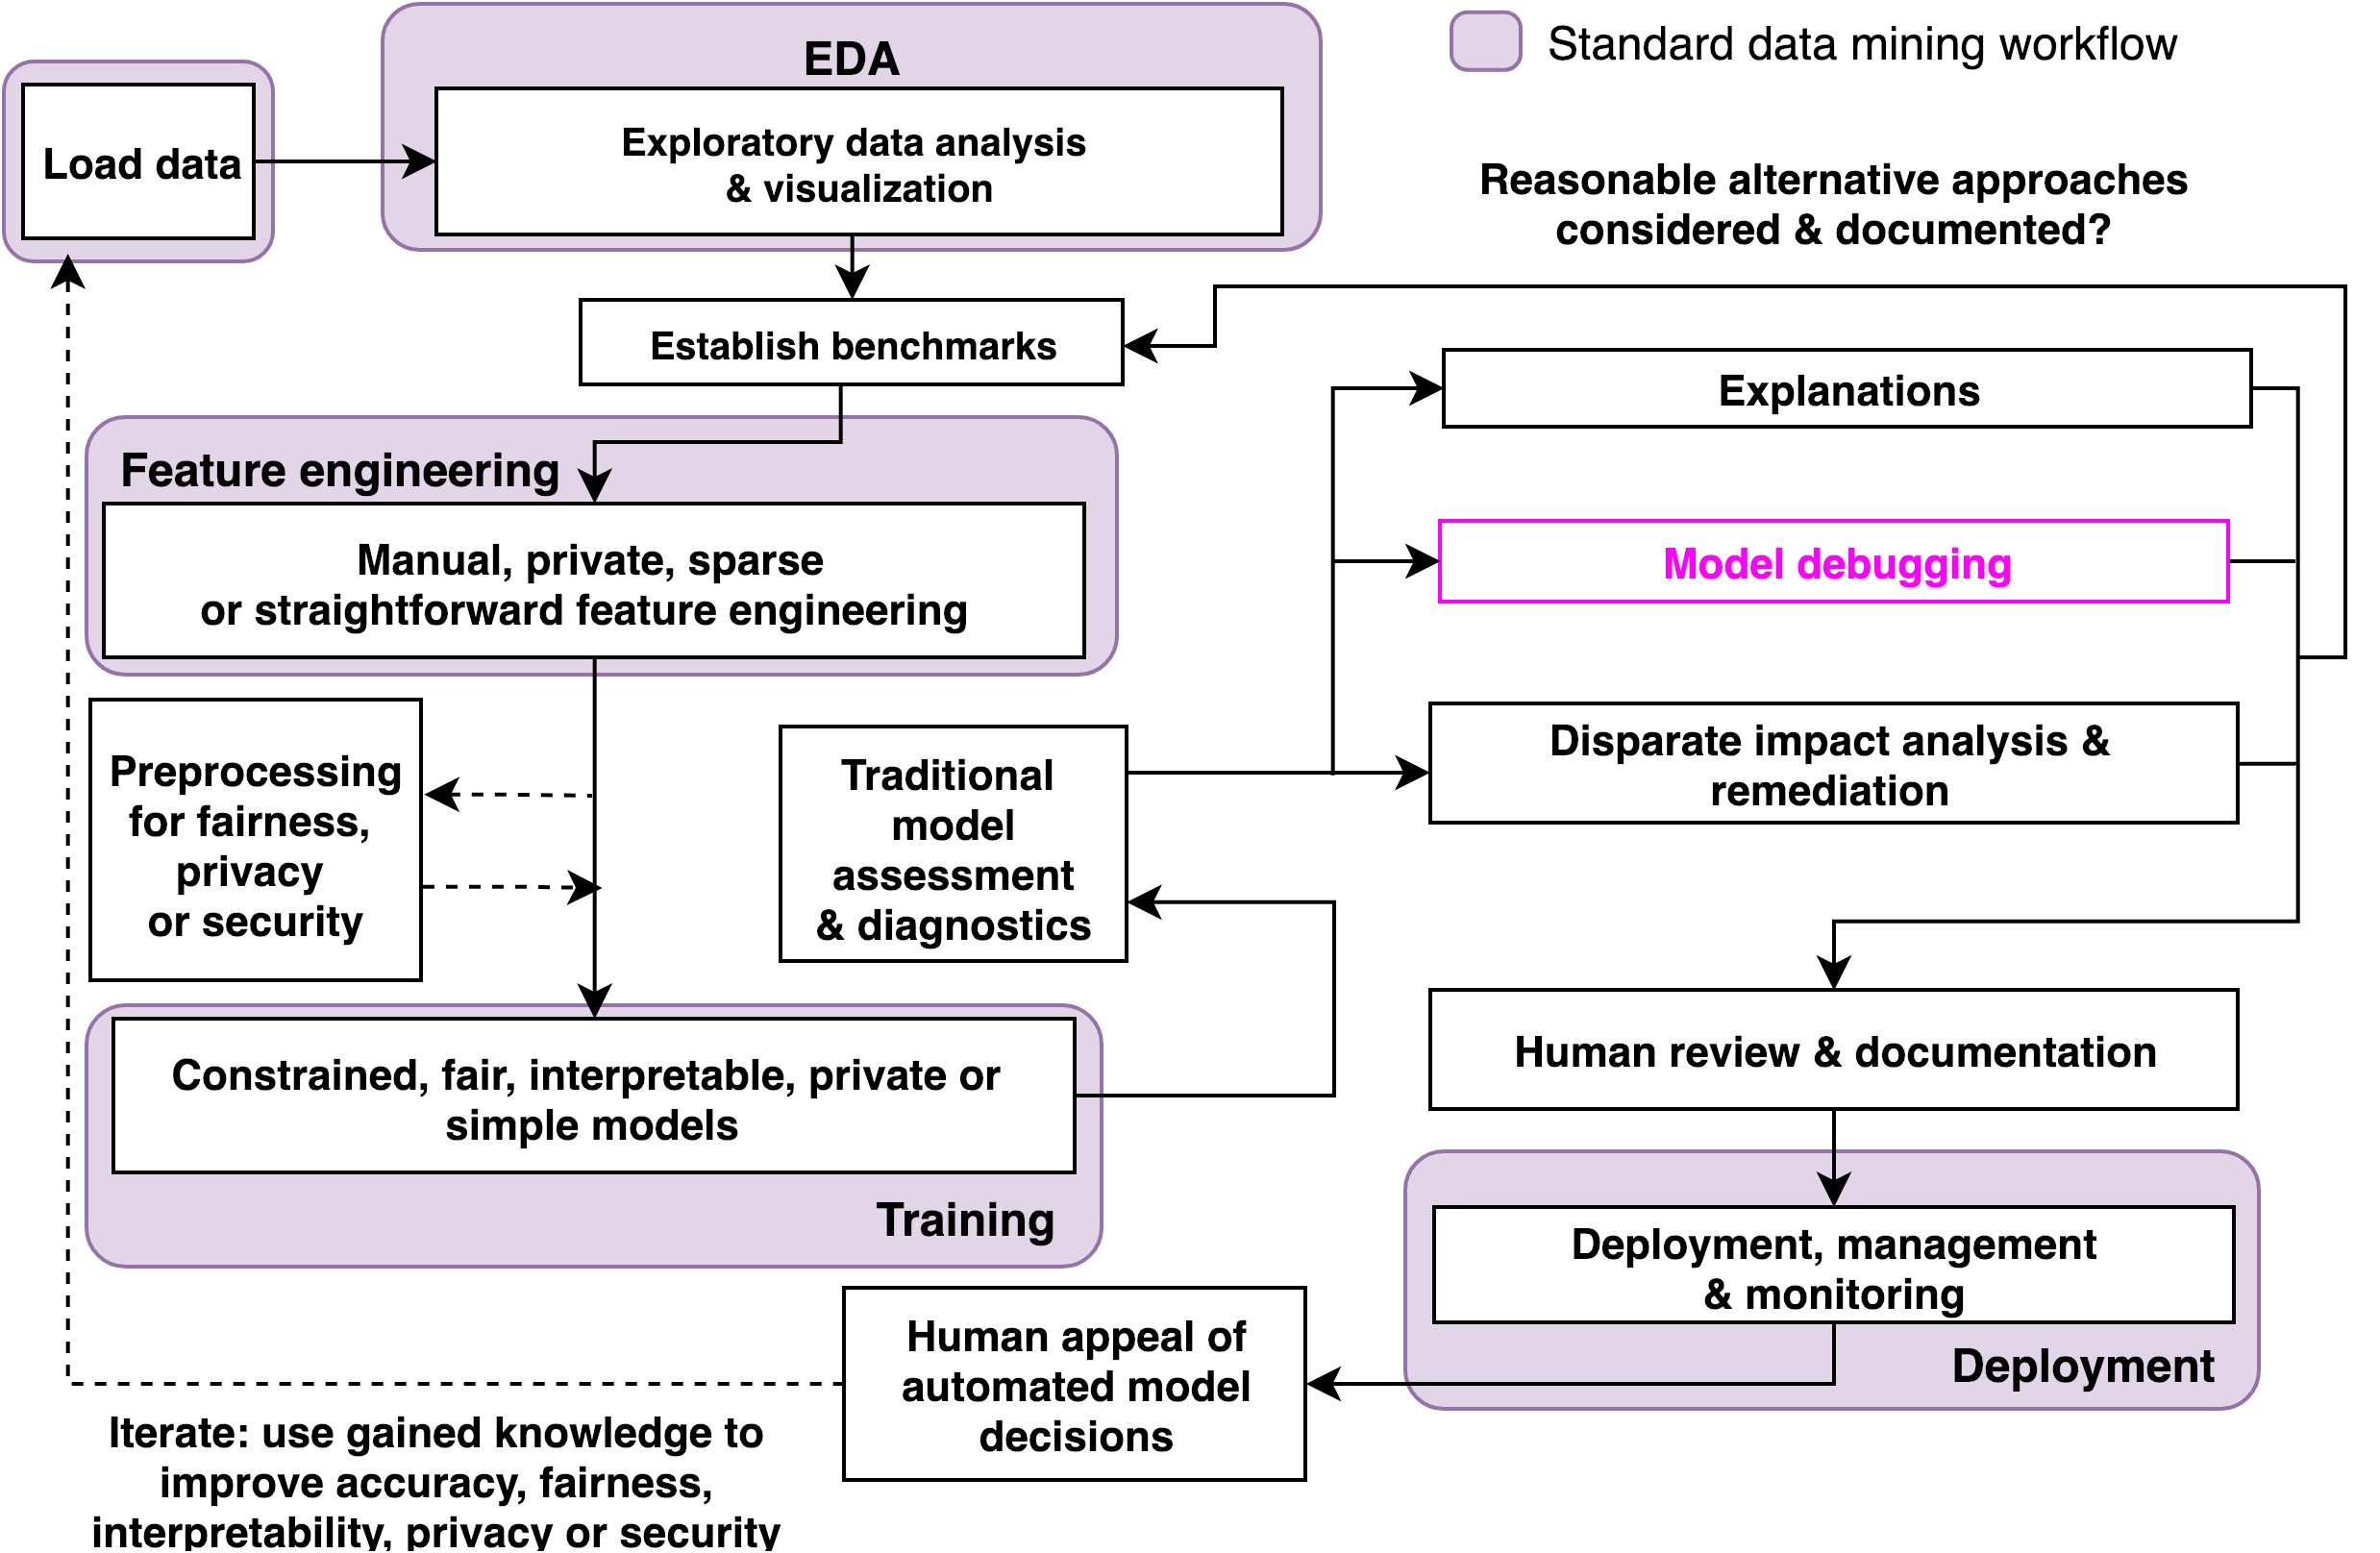 EDA
Standard data mining workflow
Load data
Exploratory data analysis
& visualization
Reasonable alternative approaches
considered & documented?
Establish benchmarks
Explanations
Feature engineering
Manual, private, sparse
or straightforward feature engineering
Model debugging
Preprocessing
for fairness,
privacy
or security
Traditional
model
assessment
& diagnostics
Disparate impact analysis &
remediation
Constrained, fair, interpretable, private or
simple models
Training
Human review & documentation
Deployment, management
& monitoring
Deployment
Human appeal of
automated model
decisions
Iterate: use gained knowledge to
improve accuracy, fairness,
interpretability, privacy or security